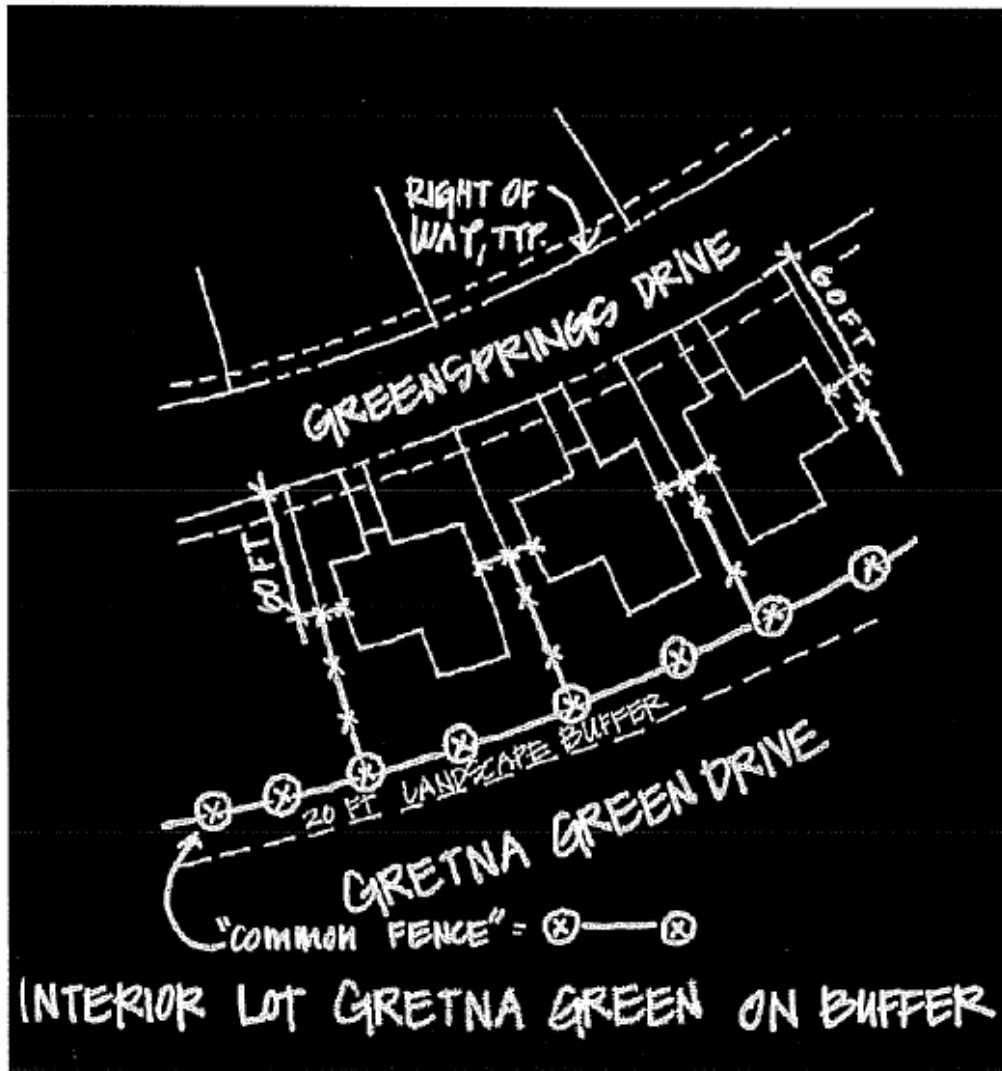 RIGHT OF
WAY, TYP.
GREENSPRINGS DRIVE
60 FT
60 FT
20 FT LANDSCAPE BUFFER
GRETNA GREEN DRIVE
"COMMON FENCE" =
INTERIOR LOT GRETNA GREEN ON BUFFER